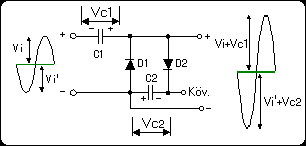 Vc1
+
−
+
+
Vi
C1
D1
D2
Vi+Vc1
Vi'
C2
−
−
+
Köv.
−
Vi'+Vc2
Vc2